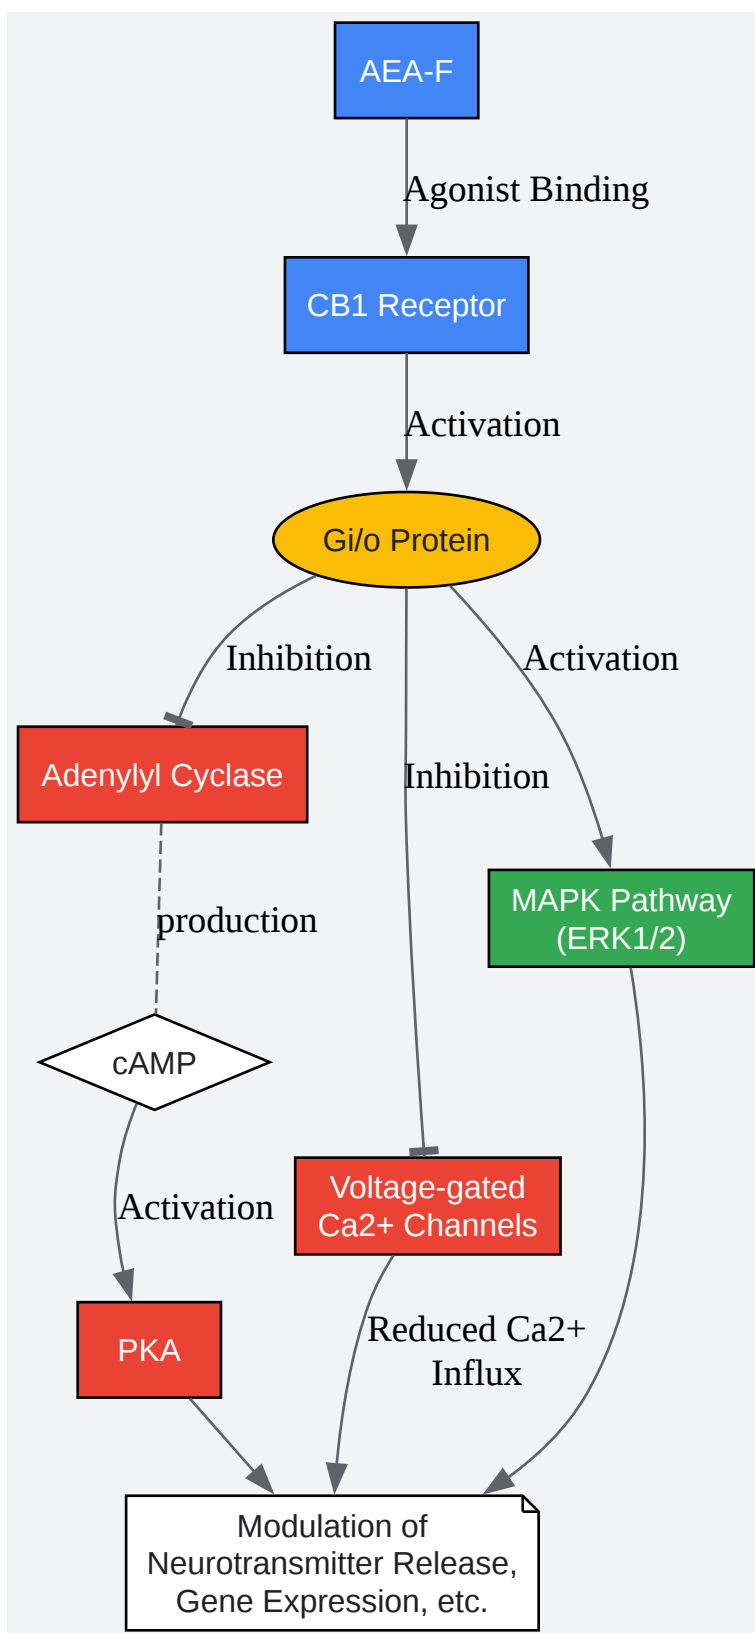 AEA-F
Agonist Binding
CB1 Receptor
Activation
Gi/o Protein
Inhibition
Activation
Adenylyl Cyclase
Inhibition
MAPK Pathway
(ERK1/2)
production
cAMP
Voltage-gated
Ca2+ Channels
Activation
Reduced Ca2+
Influx
PKA
Modulation of
Neurotransmitter Release,
Gene Expression, etc.